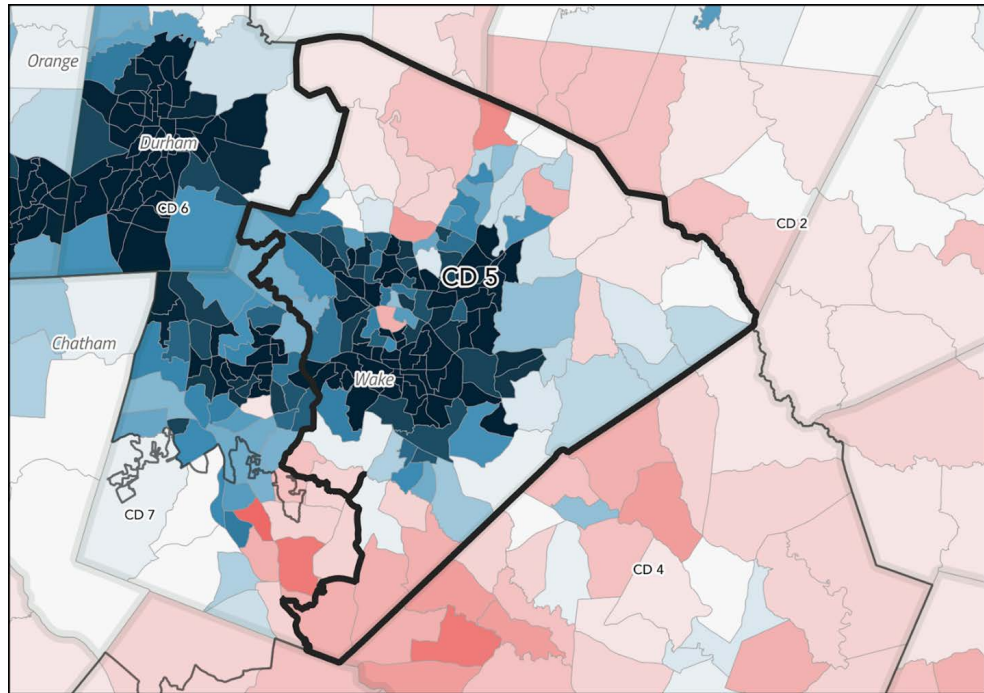 Orange
Durham
CD 6
CD 2
CD 5
Chatham
Wake
CD 7
CD 4